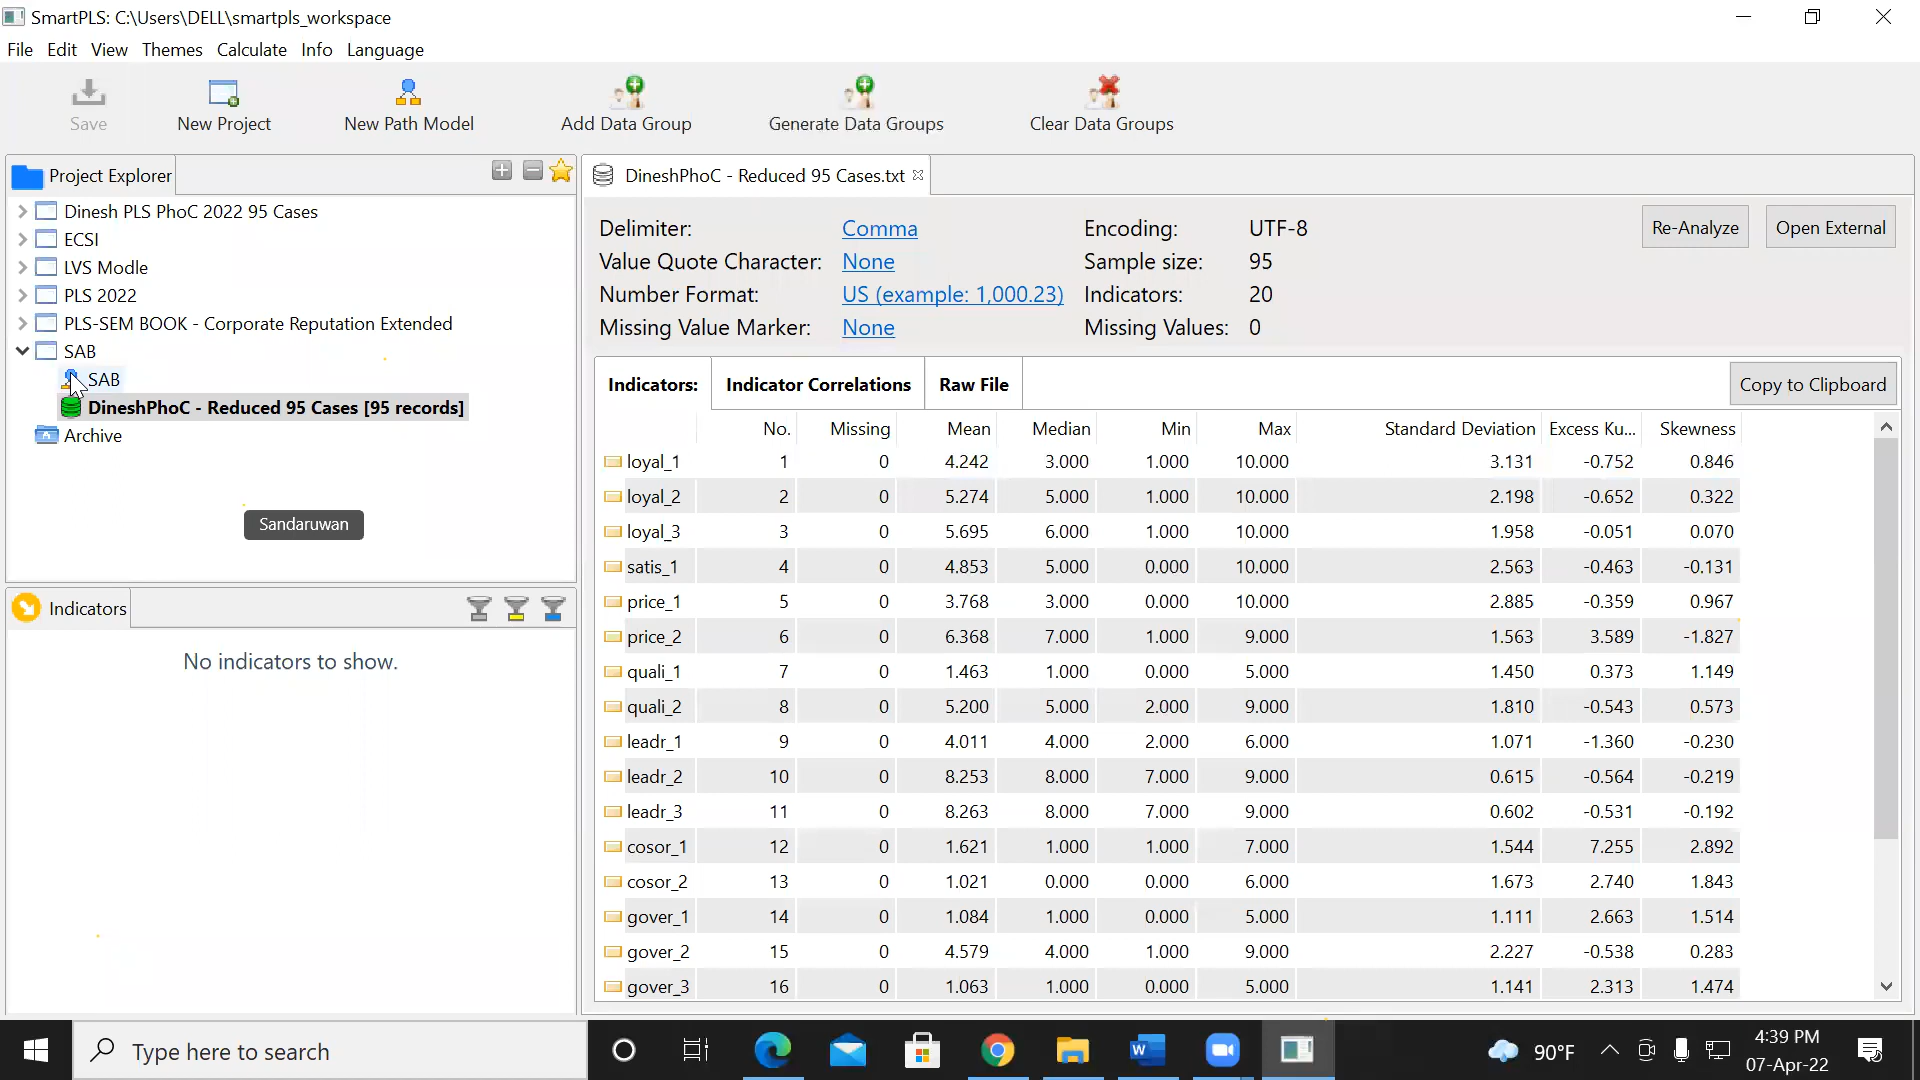 SmartPLS: C:\Users\DELL\smartpls_workspace
File Edit View Themes Calculate Info Language
Save New Project New Path Model Add Data Group Generate Data Groups Clear Data Groups
Project Explorer
Dinesh PLS PhoC 2022 95 Cases
ECSI
LVS Modle
PLS 2022
PLS-SEM BOOK - Corporate Reputation Extended
SAB
SAB
DineshPhoC - Reduced 95 Cases [95 records]
Archive
Sandaruwan
Indicators
No indicators to show.
DineshPhoC - Reduced 95 Cases.txt
Delimiter: Comma Encoding: UTF-8 Re-Analyze Open External
Value Quote Character: None Sample size: 95
Number Format: US (example: 1,000.23) Indicators: 20
Missing Value Marker: None Missing Values: 0
Indicators: Indicator Correlations Raw File Copy to Clipboard
No. Missing Mean Median Min Max Standard Deviation Excess Ku... Skewness
loyal_1 1 0 4.242 3.000 1.000 10.000 3.131 -0.752 0.846
loyal_2 2 0 5.274 5.000 1.000 10.000 2.198 -0.652 0.322
loyal_3 3 0 5.695 6.000 1.000 10.000 1.958 -0.051 0.070
satis_1 4 0 4.853 5.000 0.000 10.000 2.563 -0.463 -0.131
price_1 5 0 3.768 3.000 0.000 10.000 2.885 -0.359 0.967
price_2 6 0 6.368 7.000 1.000 9.000 1.563 3.589 -1.827
quali_1 7 0 1.463 1.000 0.000 5.000 1.450 0.373 1.149
quali_2 8 0 5.200 5.000 2.000 9.000 1.810 -0.543 0.573
leadr_1 9 0 4.011 4.000 2.000 6.000 1.071 -1.360 -0.230
leadr_2 10 0 8.253 8.000 7.000 9.000 0.615 -0.564 -0.219
leadr_3 11 0 8.263 8.000 7.000 9.000 0.602 -0.531 -0.192
cosor_1 12 0 1.621 1.000 1.000 7.000 1.544 7.255 2.892
cosor_2 13 0 1.021 0.000 0.000 6.000 1.673 2.740 1.843
gover_1 14 0 1.084 1.000 0.000 5.000 1.111 2.663 1.514
gover_2 15 0 4.579 4.000 1.000 9.000 2.227 -0.538 0.283
gover_3 16 0 1.063 1.000 0.000 5.000 1.141 2.313 1.474
Type here to search
90°F
4:39 PM
07-Apr-22